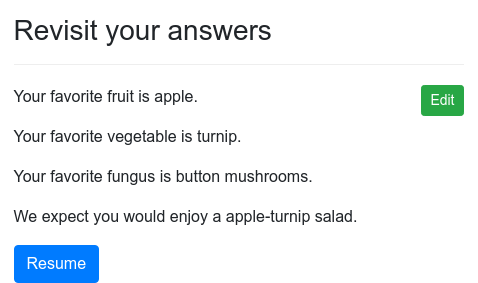 Revisit your answers
Your favorite fruit is apple.
Edit
Your favorite vegetable is turnip.
Your favorite fungus is button mushrooms.
We expect you would enjoy a apple-turnip salad.
Resume